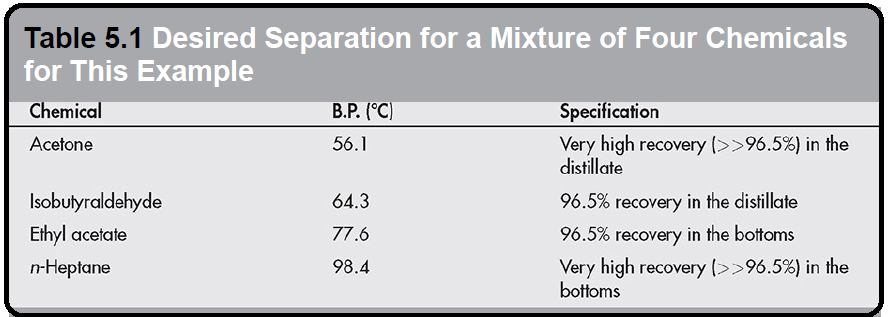 Table 5.1 Desired Separation for a Mixture of Four Chemicals
for This Example
Chemical B.P. (°C) Specification
Acetone 56.1 Very high recovery (>>96.5%) in the
distillate
Isobutyraldehyde 64.3 96.5% recovery in the distillate
Ethyl acetate 77.6 96.5% recovery in the bottoms
n-Heptane 98.4 Very high recovery (>>96.5%) in the
bottoms